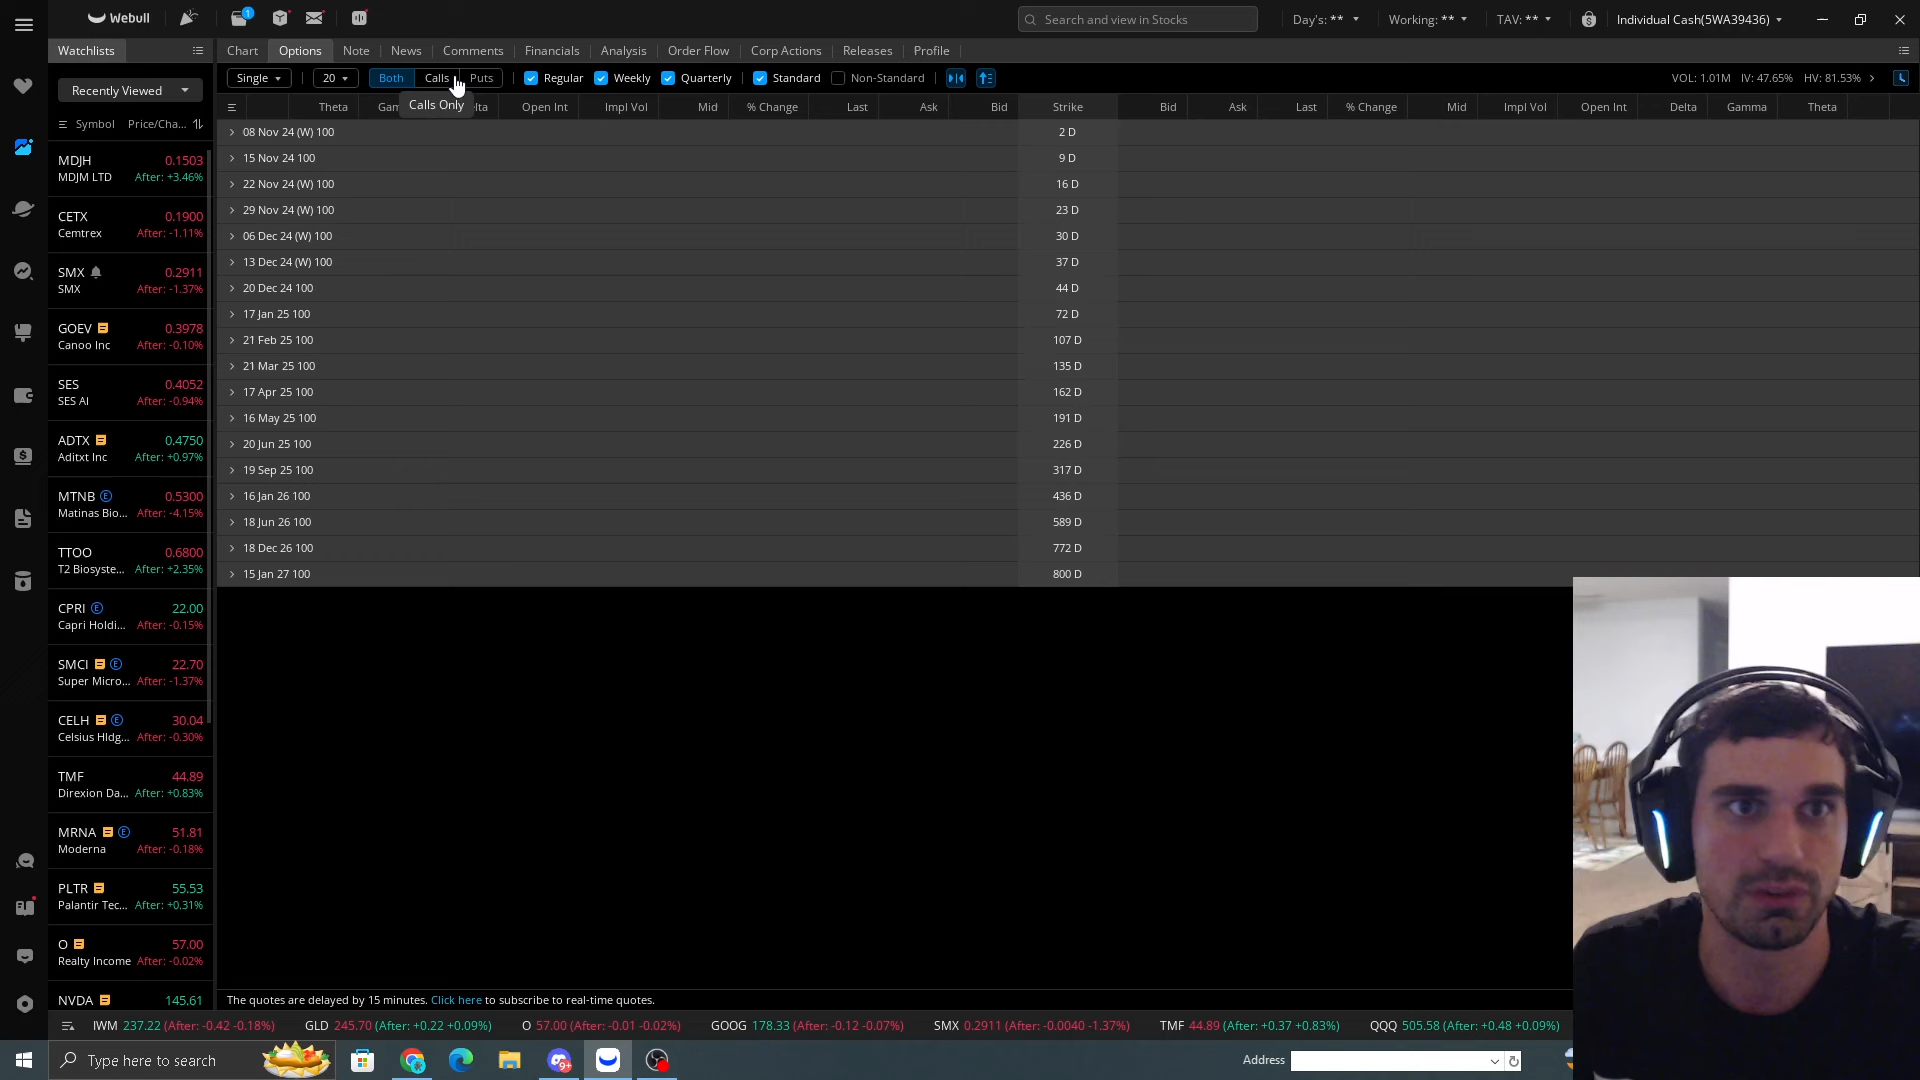 Webull
1
Search and view in Stocks
Day's: **
Working: **
TAV: **
Individual Cash(5WA39436)
Watchlists
Chart Options Note News Comments Financials Analysis Order Flow Corp Actions Releases Profile
Recently Viewed
Single 20 Both Calls Puts Regular Weekly Quarterly Standard Non-Standard
VOL: 1.01M IV: 47.65% HV: 81.53%
Calls Only
Theta Open Int Impl Vol Mid % Change Last Ask Bid Strike Bid Ask Last % Change Mid Impl Vol Open Int Delta Gamma Theta
Symbol Price/Cha...
08 Nov 24 (W) 100 2 D
15 Nov 24 100 9 D
22 Nov 24 (W) 100 16 D
29 Nov 24 (W) 100 23 D
06 Dec 24 (W) 100 30 D
13 Dec 24 (W) 100 37 D
20 Dec 24 100 44 D
17 Jan 25 100 72 D
21 Feb 25 100 107 D
21 Mar 25 100 135 D
17 Apr 25 100 162 D
16 May 25 100 191 D
20 Jun 25 100 226 D
19 Sep 25 100 317 D
16 Jan 26 100 436 D
18 Jun 26 100 589 D
18 Dec 26 100 772 D
15 Jan 27 100 800 D
MDJH 0.1503
MDJM LTD After: +3.46%
CETX 0.1900
Cemtrex After: -1.11%
SMX 0.2911
SMX After: -1.37%
GOEV 0.3978
Canoo Inc After: -0.10%
SES 0.4052
SES AI After: -0.94%
ADTX 0.4750
Aditxt Inc After: +0.97%
MTNB E 0.5300
Matinas Bio... After: -4.15%
TTOO 0.6800
T2 Biosyste... After: +2.35%
CPRI E 22.00
Capri Holdi... After: -0.15%
SMCI E 22.70
Super Micro... After: -1.37%
CELH E 30.04
Celsius Hldg... After: -0.30%
TMF 44.89
Direxion Da... After: +0.83%
MRNA E 51.81
Moderna After: -0.18%
PLTR 55.53
Palantir Tec... After: +0.31%
O 57.00
Realty Income After: -0.02%
NVDA 145.61
The quotes are delayed by 15 minutes. Click here to subscribe to real-time quotes.
IWM 237.22 (After: -0.42 -0.18%) GLD 245.70 (After: +0.22 +0.09%) O 57.00 (After: -0.01 -0.02%) GOOG 178.33 (After: -0.12 -0.07%) SMX 0.2911 (After: -0.0040 -1.37%) TMF 44.89 (After: +0.37 +0.83%) QQQ 505.58 (After: +0.48 +0.09%)
Type here to search
9+
Address